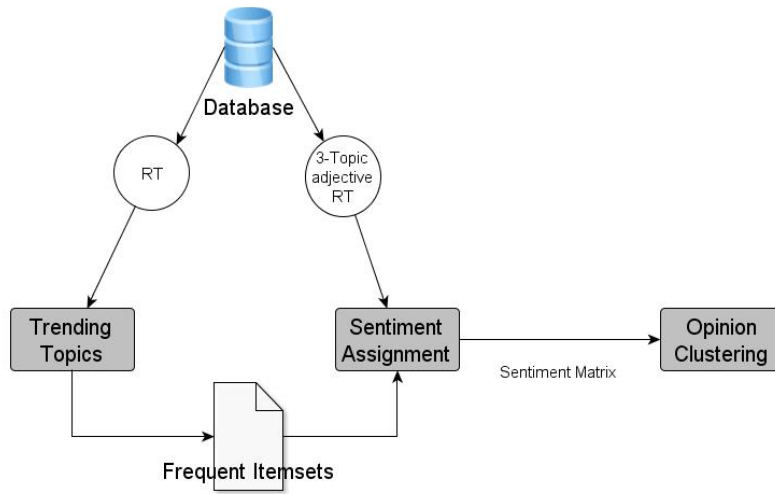 Database
RT
3-Topic
adjective
RT
Trending
Topics
Sentiment
Assignment
Opinion
Clustering
Sentiment Matrix
Frequent Itemsets